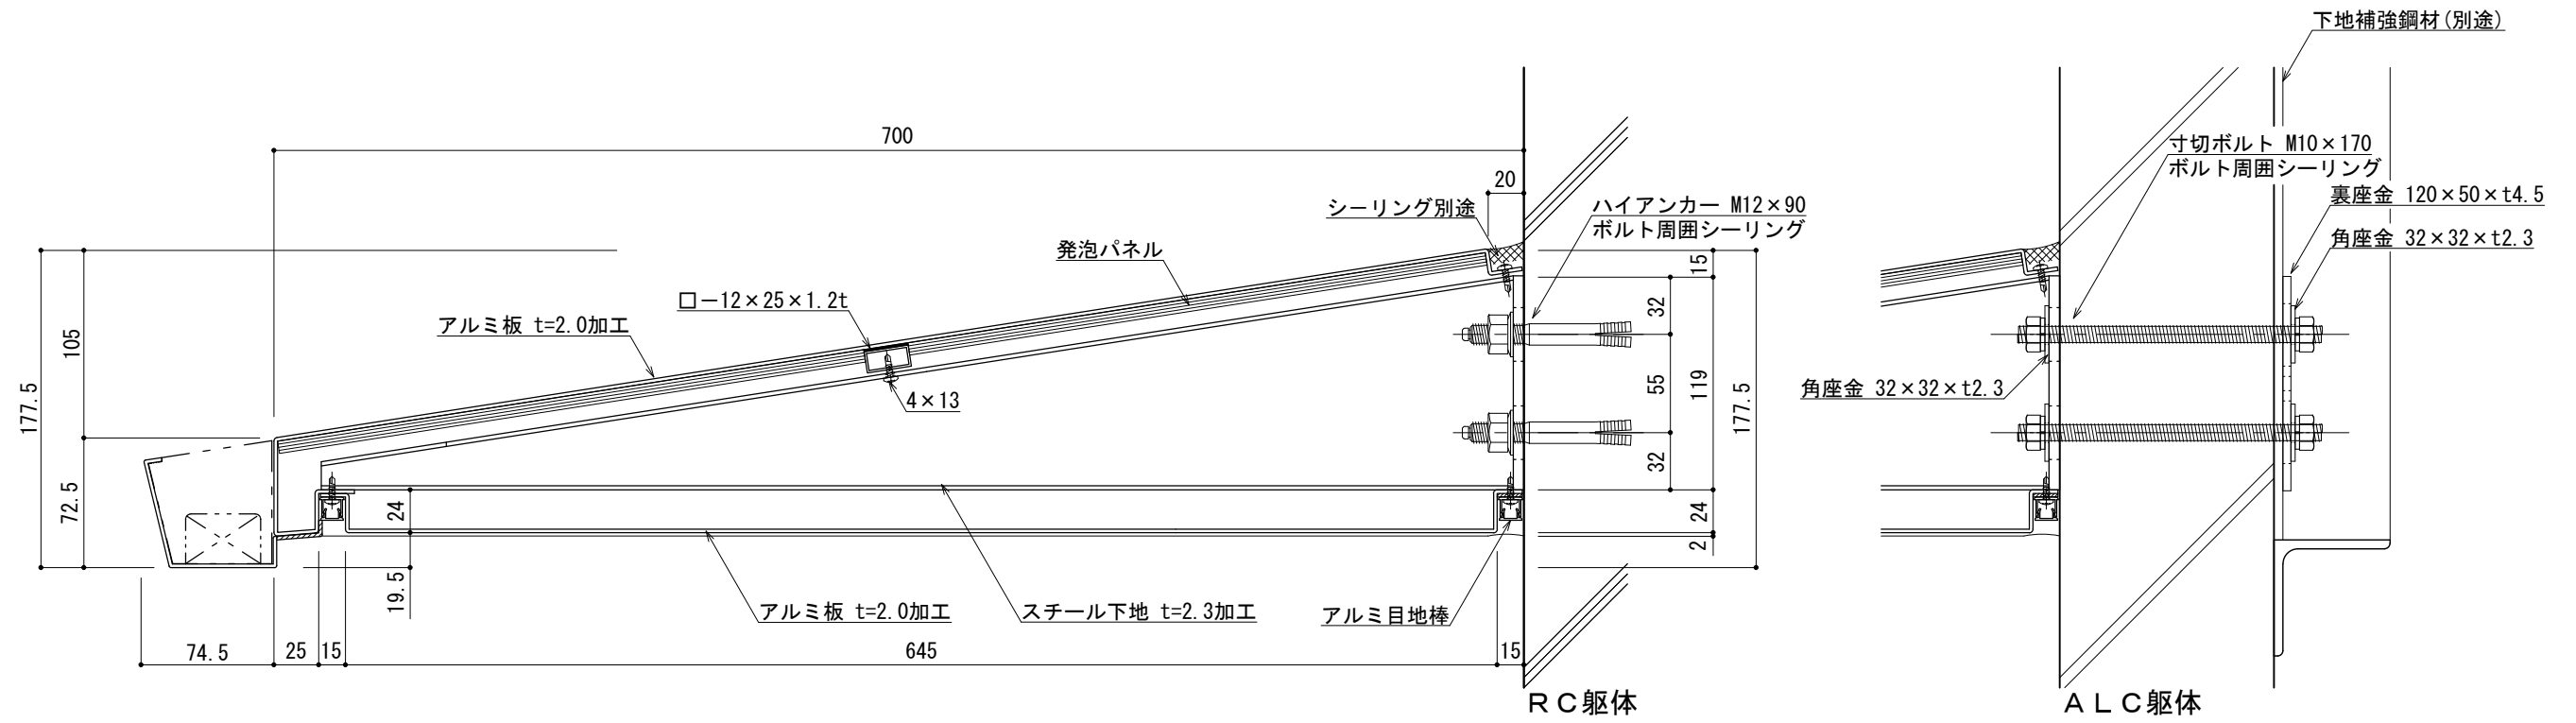 下地補強鋼材(別途)
700
寸切ボルト M10×170
ボルト周囲シーリング
20
裏座金 120×50×t4.5
シーリング別途
ハイアンカー M12×90
ボルト周囲シーリング
角座金 32×32×t2.3
発泡パネル
15
□－12×25×1.2t
32
アルミ板 t=2.0加工
105
177.5
55
119
177.5
角座金 32×32×t2.3
4×13
32
72.5
24
24
2
19.5
アルミ板 t=2.0加工
スチール下地 t=2.3加工
アルミ目地棒
74.5
25
15
645
15
ＲＣ躯体
ＡＬＣ躯体